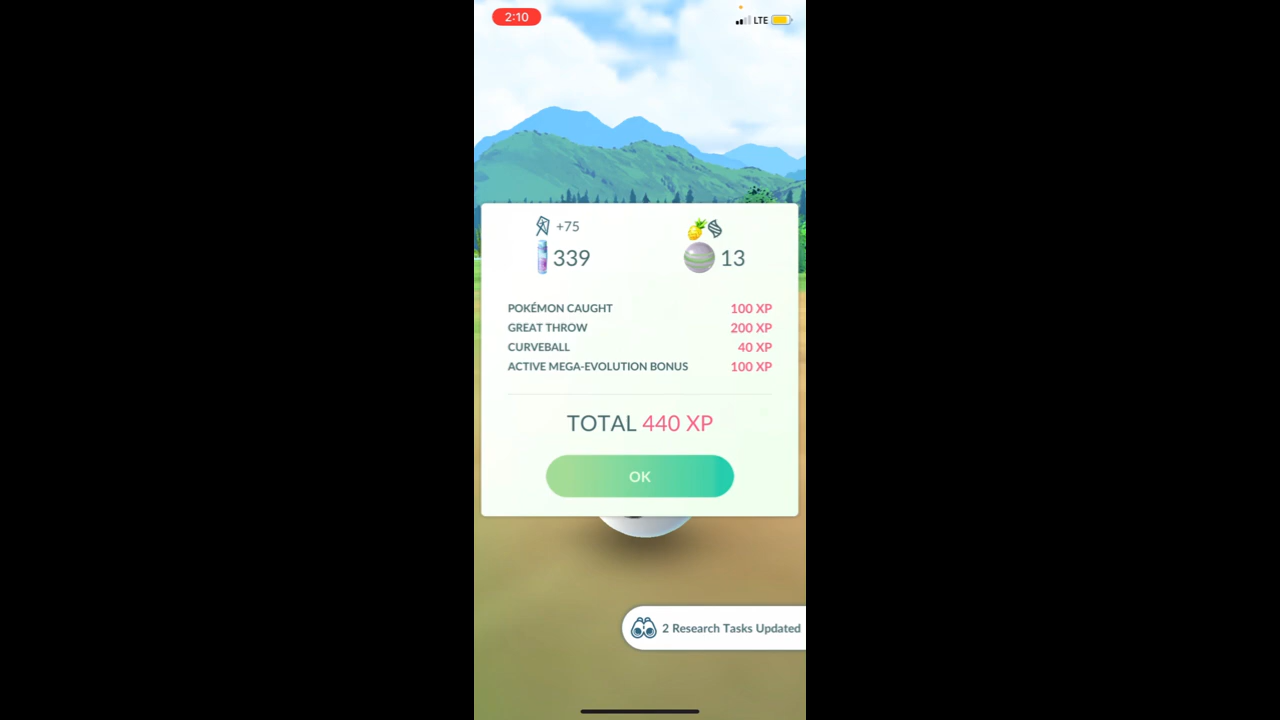 2:10
LTE
+75
339
13
POKÉMON CAUGHT 100 XP
GREAT THROW 200 XP
CURVEBALL 40 XP
ACTIVE MEGA-EVOLUTION BONUS 100 XP
TOTAL 440 XP
OK
2 Research Tasks Updated